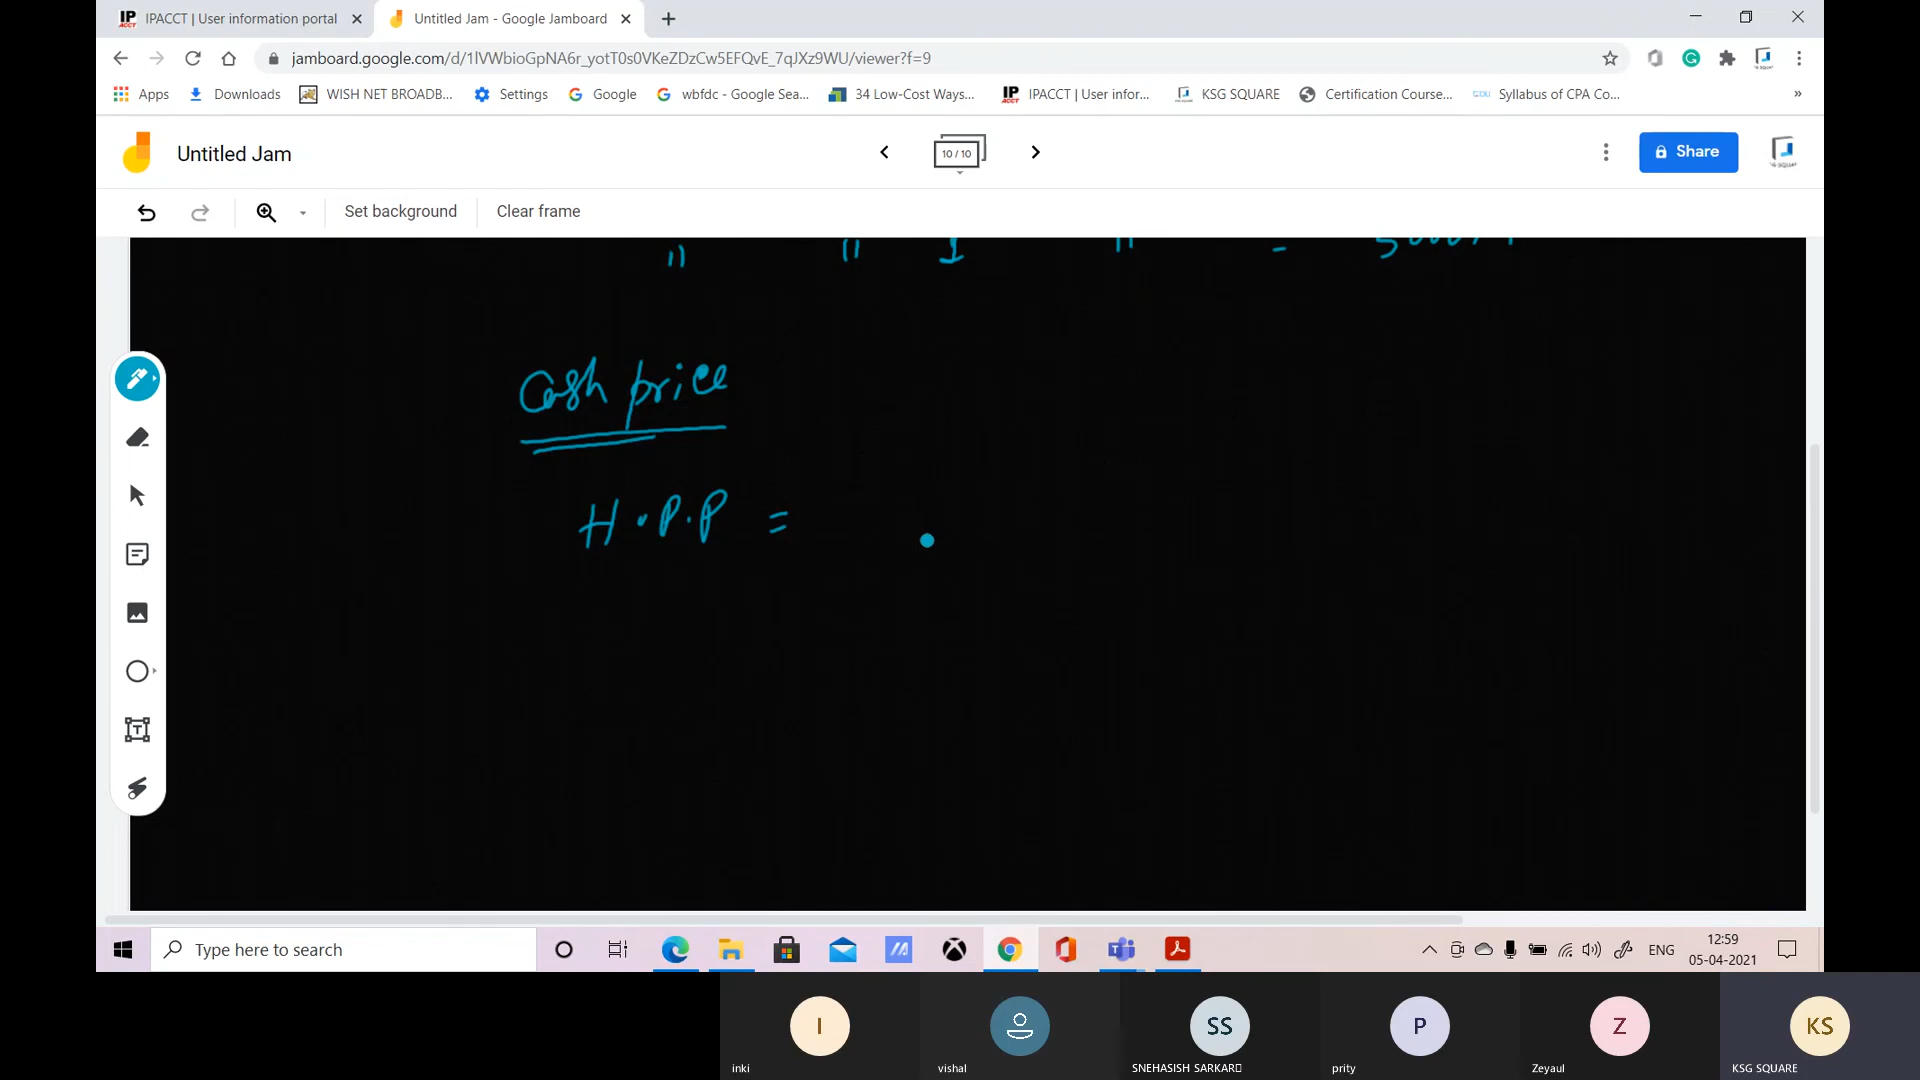 IPACCT | User information portal
Untitled Jam - Google Jamboard
jamboard.google.com/d/1lVWbioGpNA6r_yotT0s0VKeZDzCw5EFQvE_7qJXz9WU/viewer?f=9
Apps Downloads WISH NET BROADB... Settings Google wbfdc - Google Sea... 34 Low-Cost Ways... IPACCT | User infor... KSG SQUARE Certification Course... Syllabus of CPA Co... »
Untitled Jam
10 / 10
Share
Set background Clear frame
" " I " =
Cash price
H.P.P =
Type here to search
ENG
12:59
05-04-2021
I SS P Z KS
inki vishal SNEHASISH SARKAR prity Zeyaul KSG SQUARE